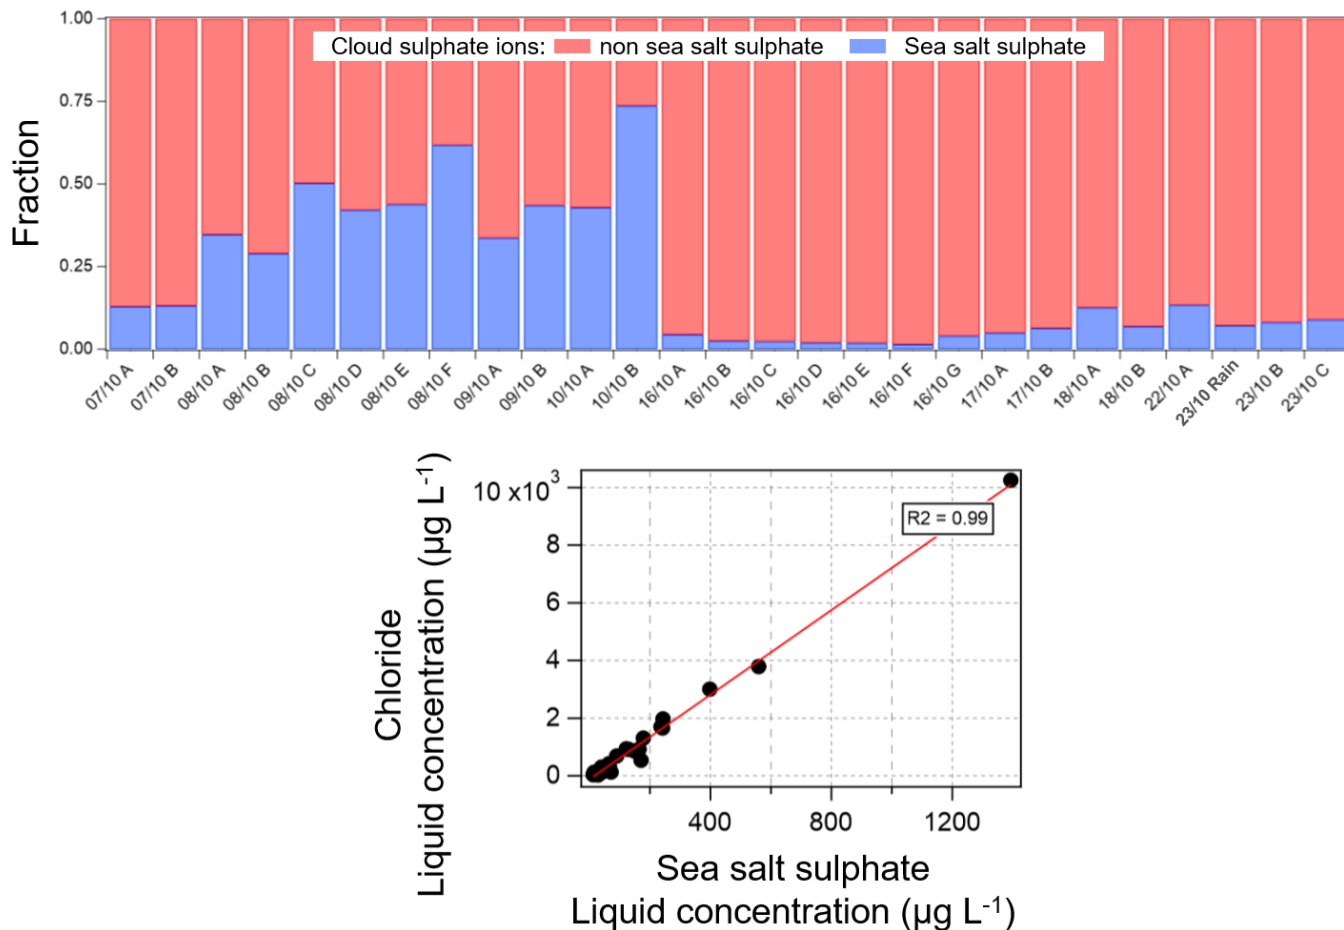 Cloud sulphate ions: non sea salt sulphate Sea salt sulphate
Fraction
1.00
0.75
0.50
0.25
0.00
07/10 A
07/10 B
08/10 A
08/10 B
08/10 C
08/10 D
08/10 E
08/10 F
09/10 A
09/10 B
10/10 A
10/10 B
16/10 A
16/10 B
16/10 C
16/10 D
16/10 E
16/10 F
16/10 G
17/10 A
17/10 B
18/10 A
18/10 B
22/10 A
23/10 Rain
23/10 B
23/10 C
Chloride
Liquid concentration (µg L-1)
10 x10³
8
6
4
2
0
R2 = 0.99
400 800 1200
Sea salt sulphate
Liquid concentration (µg L-1)